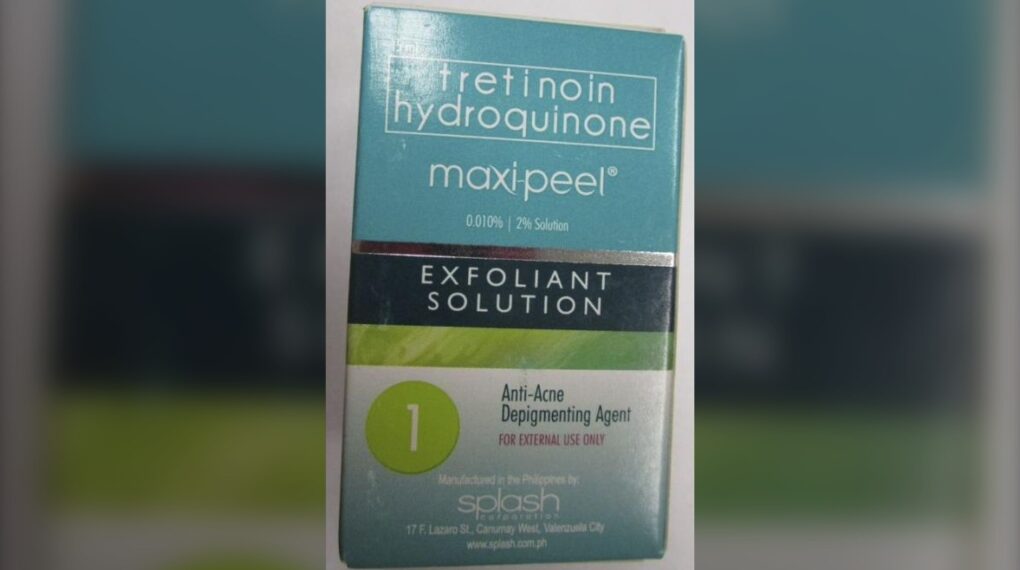 tretinoin
hydroquinone
maxi-peel®
0.010% | 2% Solution
EXFOLIANT
SOLUTION
1
Anti-Acne
Depigmenting Agent
FOR EXTERNAL USE ONLY
Manufactured in the Philippines by:
splash
corporation
17 F. Lazaro St., Canumay West, Valenzuela City
www.splash.com.ph